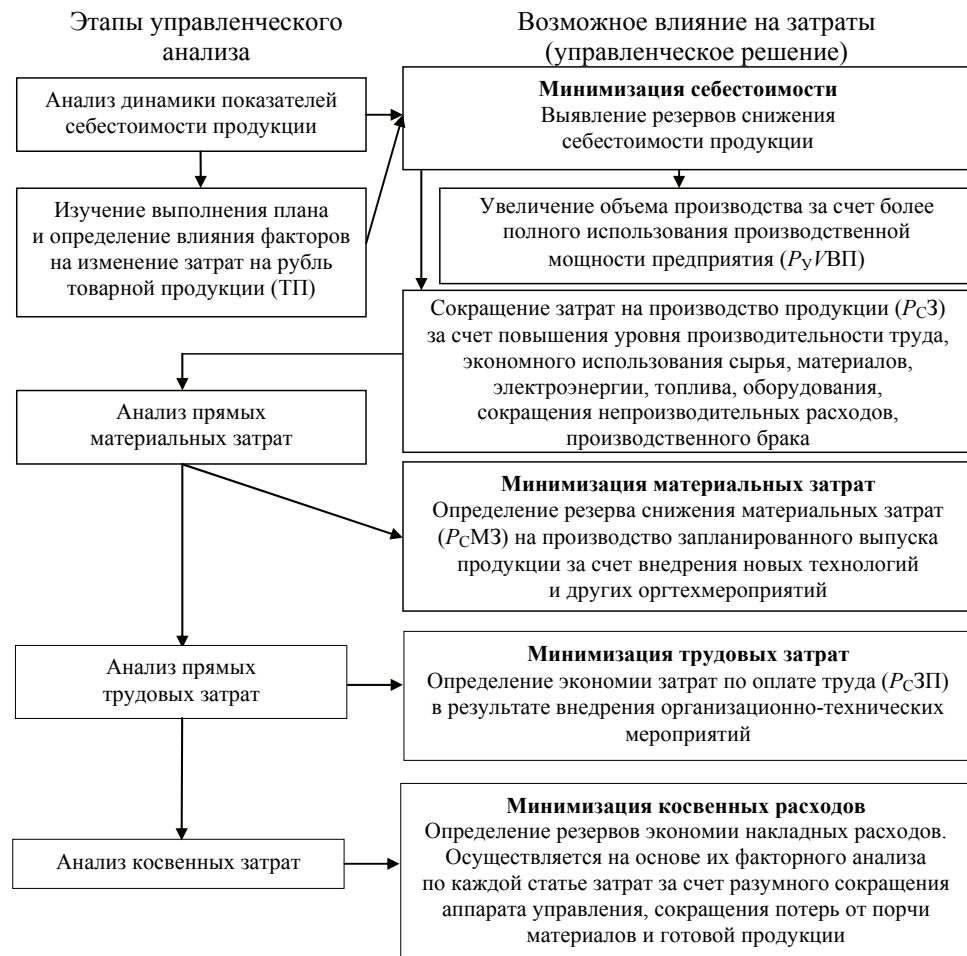 Этапы управленческого
анализа
Возможное влияние на затраты
(управленческое решение)
Анализ динамики показателей
себестоимости продукции
Минимизация себестоимости
Выявление резервов снижения
себестоимости продукции
Изучение выполнения плана
и определение влияния факторов
на изменение затрат на рубль
товарной продукции (ТП)
Увеличение объема производства за счет более
полного использования производственной
мощности предприятия (PУVВП)
Сокращение затрат на производство продукции (PСЗ)
за счет повышения уровня производительности труда,
экономного использования сырья, материалов,
электроэнергии, топлива, оборудования,
сокращения непроизводительных расходов,
производственного брака
Анализ прямых
материальных затрат
Минимизация материальных затрат
Определение резерва снижения материальных затрат
(PСМЗ) на производство запланированного выпуска
продукции за счет внедрения новых технологий
и других оргтехмероприятий
Анализ прямых
трудовых затрат
Минимизация трудовых затрат
Определение экономии затрат по оплате труда (PСЗП)
в результате внедрения организационно-технических
мероприятий
Анализ косвенных затрат
Минимизация косвенных расходов
Определение резервов экономии накладных расходов.
Осуществляется на основе их факторного анализа
по каждой статье затрат за счет разумного сокращения
аппарата управления, сокращения потерь от порчи
материалов и готовой продукции